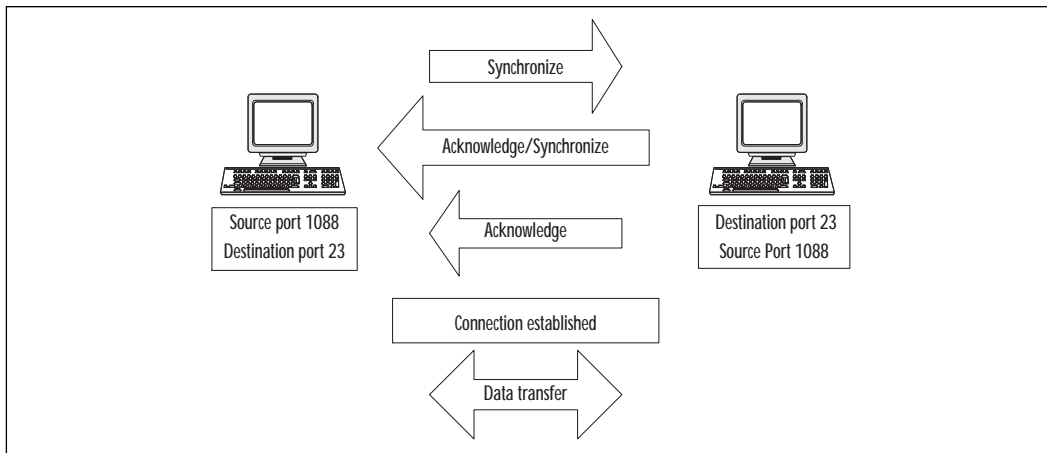 Synchronize
Acknowledge/Synchronize
Source port 1088
Destination port 23
Acknowledge
Destination port 23
Source Port 1088
Connection established
Data transfer